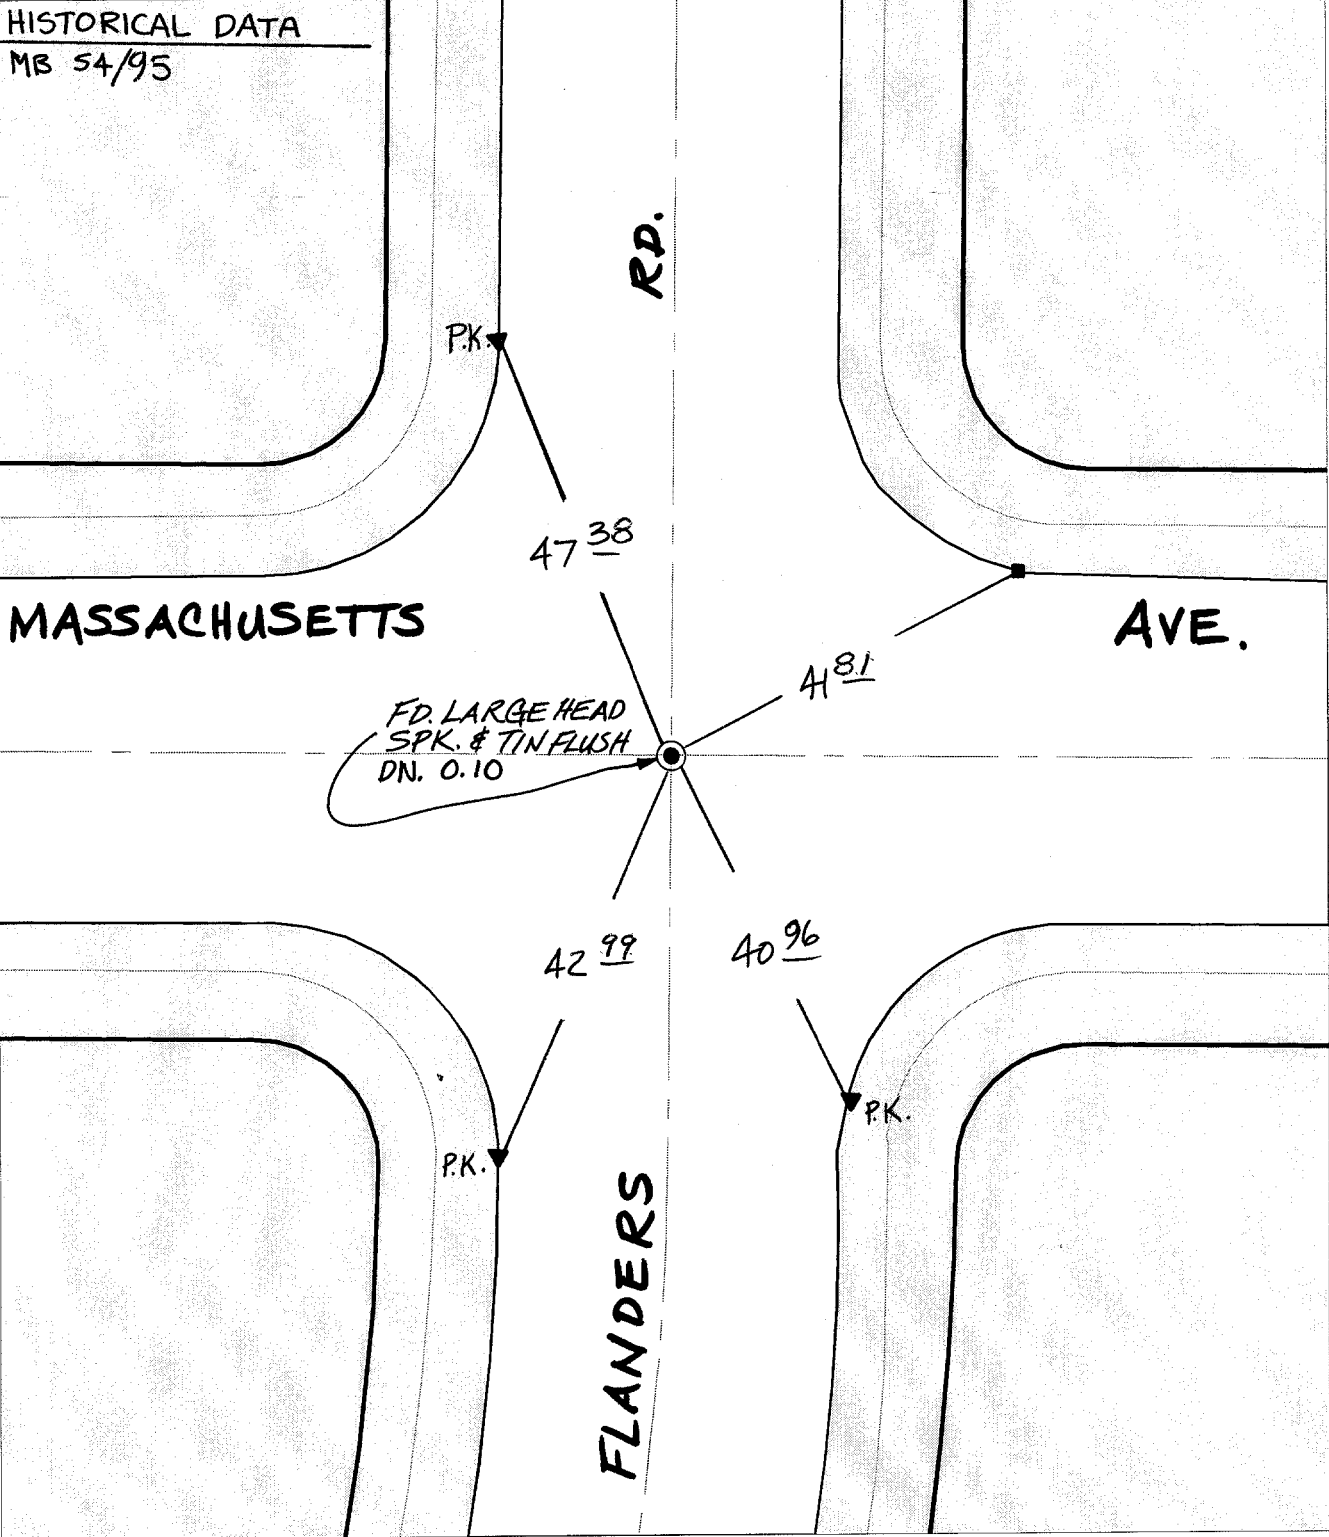 HISTORICAL DATA
MB 54/95
RD.
P.K.
47 38
MASSACHUSETTS
AVE.
41 81
FD. LARGE HEAD
SPK. & TIN FLUSH
DN. 0.10
42 99
40 96
P.K.
P.K.
FLANDERS